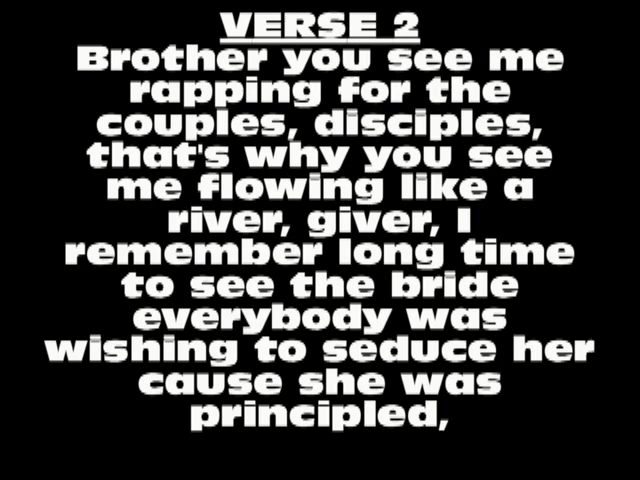 VERSE 2
Brother you see me
rapping for the
couples, disciples,
that's why you see
me flowing like a
river, giver, I
remember long time
to see the bride
everybody was
wishing to seduce her
cause she was
principled,